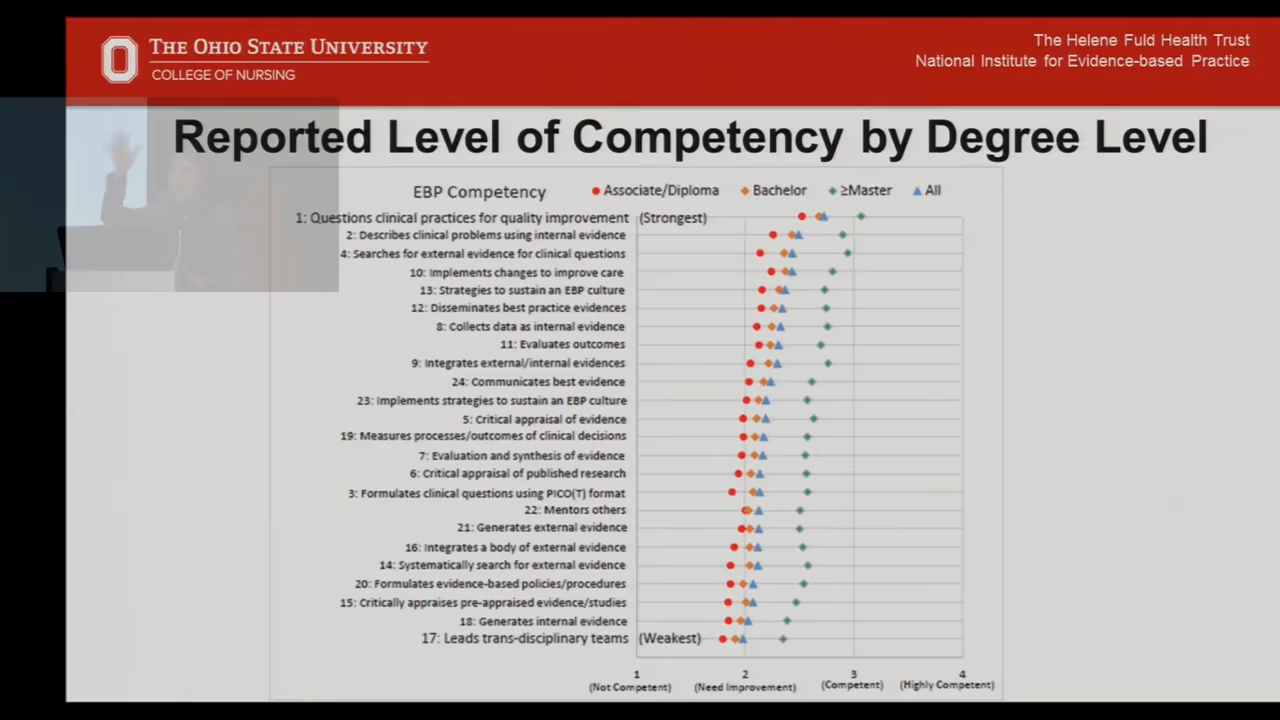 THE OHIO STATE UNIVERSITY
COLLEGE OF NURSING
The Helene Fuld Health Trust
National Institute for Evidence-based Practice
Reported Level of Competency by Degree Level
EBP Competency
Associate/Diploma
Bachelor
≥Master
All
1: Questions clinical practices for quality improvement (Strongest)
2: Describes clinical problems using internal evidence
4: Searches for external evidence for clinical questions
10: Implements changes to improve care
13: Strategies to sustain an EBP culture
12: Disseminates best practice evidences
8: Collects data as internal evidence
11: Evaluates outcomes
9: Integrates external/internal evidences
24: Communicates best evidence
23: Implements strategies to sustain an EBP culture
5: Critical appraisal of evidence
19: Measures processes/outcomes of clinical decisions
7: Evaluation and synthesis of evidence
6: Critical appraisal of published research
3: Formulates clinical questions using PICO(T) format
22: Mentors others
21: Generates external evidence
16: Integrates a body of external evidence
14: Systematically search for external evidence
20: Formulates evidence-based policies/procedures
15: Critically appraises pre-appraised evidence/studies
18: Generates internal evidence
17: Leads trans-disciplinary teams (Weakest)
1 2 3 4
(Not Competent) (Need Improvement) (Competent) (Highly Competent)